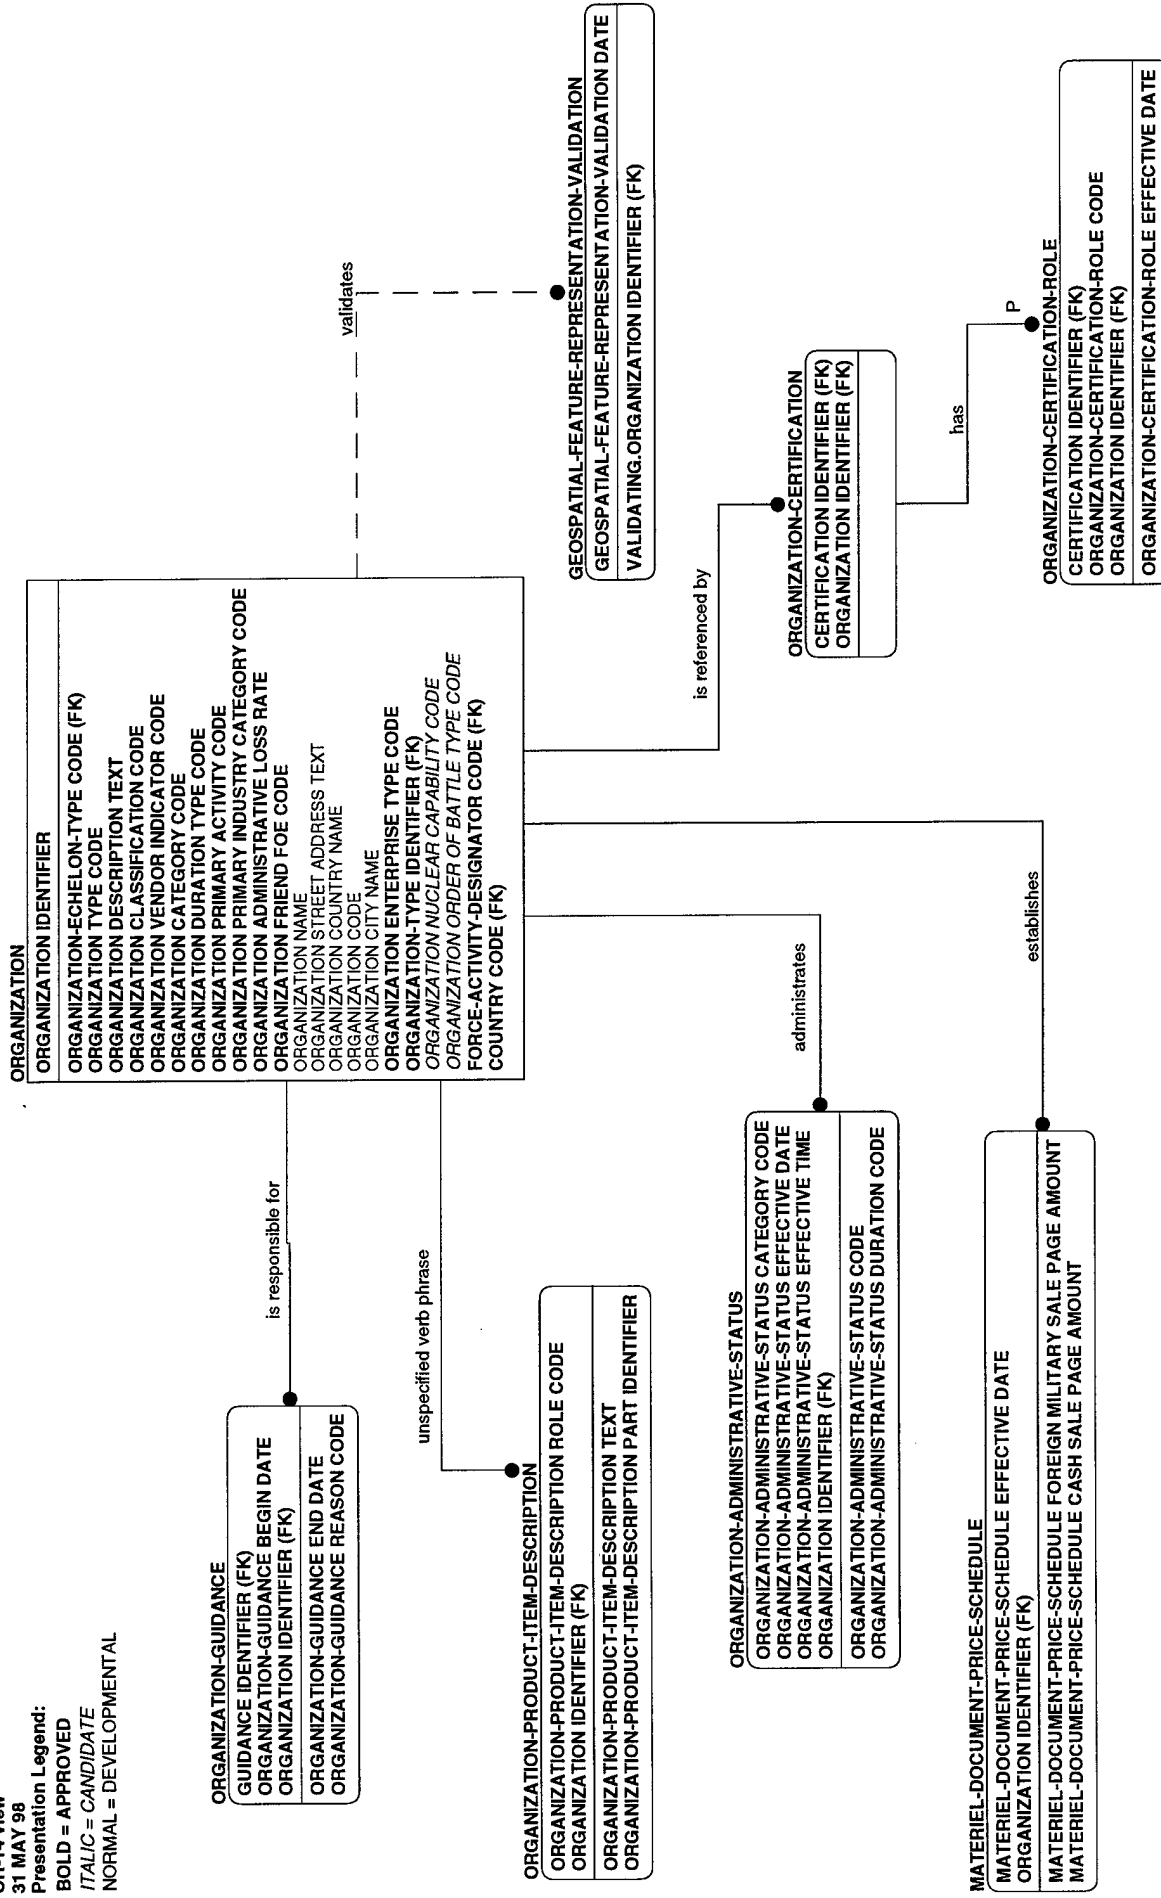 31 MAY 98
Presentation Legend:
BOLD = APPROVED
ITALIC = CANDIDATE
NORMAL = DEVELOPMENTAL
ORGANIZATION
ORGANIZATION IDENTIFIER
ORGANIZATION-ECHELON-TYPE CODE (FK)
ORGANIZATION TYPE CODE
ORGANIZATION DESCRIPTION TEXT
ORGANIZATION CLASSIFICATION CODE
ORGANIZATION VENDOR INDICATOR CODE
ORGANIZATION CATEGORY CODE
ORGANIZATION DURATION TYPE CODE
ORGANIZATION PRIMARY ACTIVITY CODE
ORGANIZATION PRIMARY INDUSTRY CATEGORY CODE
ORGANIZATION ADMINISTRATIVE LOSS RATE
ORGANIZATION FRIEND FOE CODE
ORGANIZATION NAME
ORGANIZATION STREET ADDRESS TEXT
ORGANIZATION COUNTRY NAME
ORGANIZATION CODE
ORGANIZATION CITY NAME
ORGANIZATION ENTERPRISE TYPE CODE
ORGANIZATION-TYPE IDENTIFIER (FK)
ORGANIZATION NUCLEAR CAPABILITY CODE
ORGANIZATION ORDER OF BATTLE TYPE CODE
FORCE-ACTIVITY-DESIGNATOR CODE (FK)
COUNTRY CODE (FK)
is responsible for
ORGANIZATION-GUIDANCE
GUIDANCE IDENTIFIER (FK)
ORGANIZATION-GUIDANCE BEGIN DATE
ORGANIZATION IDENTIFIER (FK)
ORGANIZATION-GUIDANCE END DATE
ORGANIZATION-GUIDANCE REASON CODE
validates
GEOSPATIAL-FEATURE-REPRESENTATION-VALIDATION
GEOSPATIAL-FEATURE-REPRESENTATION-VALIDATION DATE
VALIDATING.ORGANIZATION IDENTIFIER (FK)
unspecified verb phrase
ORGANIZATION-PRODUCT-ITEM-DESCRIPTION
ORGANIZATION-PRODUCT-ITEM-DESCRIPTION ROLE CODE
ORGANIZATION IDENTIFIER (FK)
ORGANIZATION-PRODUCT-ITEM-DESCRIPTION TEXT
ORGANIZATION-PRODUCT-ITEM-DESCRIPTION PART IDENTIFIER
is referenced by
ORGANIZATION-CERTIFICATION
CERTIFICATION IDENTIFIER (FK)
ORGANIZATION IDENTIFIER (FK)
administrates
ORGANIZATION-ADMINISTRATIVE-STATUS
ORGANIZATION-ADMINISTRATIVE-STATUS CATEGORY CODE
ORGANIZATION-ADMINISTRATIVE-STATUS EFFECTIVE DATE
ORGANIZATION-ADMINISTRATIVE-STATUS EFFECTIVE TIME
ORGANIZATION IDENTIFIER (FK)
ORGANIZATION-ADMINISTRATIVE-STATUS CODE
ORGANIZATION-ADMINISTRATIVE-STATUS DURATION CODE
has
P
ORGANIZATION-CERTIFICATION-ROLE
CERTIFICATION IDENTIFIER (FK)
ORGANIZATION-CERTIFICATION-ROLE CODE
ORGANIZATION IDENTIFIER (FK)
ORGANIZATION-CERTIFICATION-ROLE EFFECTIVE DATE
establishes
MATERIEL-DOCUMENT-PRICE-SCHEDULE
MATERIEL-DOCUMENT-PRICE-SCHEDULE EFFECTIVE DATE
ORGANIZATION IDENTIFIER (FK)
MATERIEL-DOCUMENT-PRICE-SCHEDULE FOREIGN MILITARY SALE PAGE AMOUNT
MATERIEL-DOCUMENT-PRICE-SCHEDULE CASH SALE PAGE AMOUNT